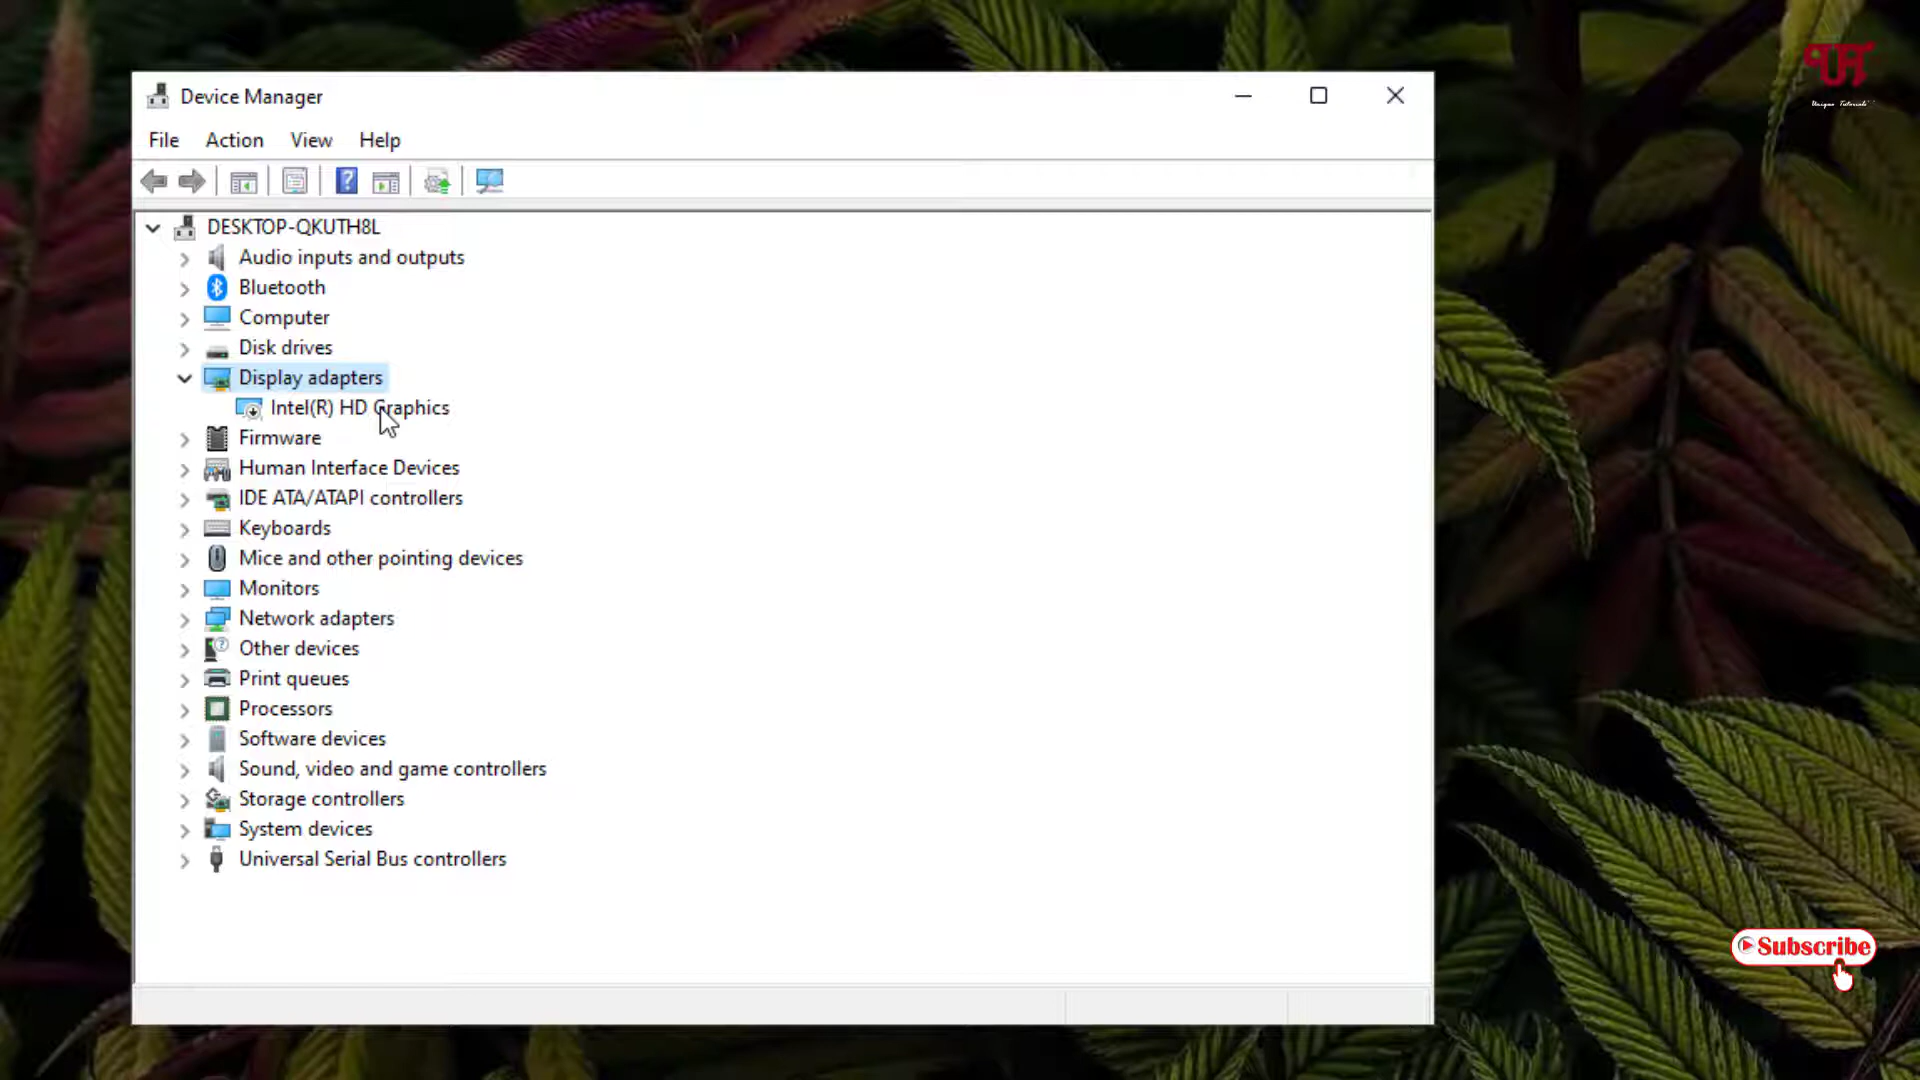 UT
Unique Tutorials
Device Manager
File Action View Help
DESKTOP-QKUTH8L
Audio inputs and outputs
Bluetooth
Computer
Disk drives
Display adapters
Intel(R) HD Graphics
Firmware
Human Interface Devices
IDE ATA/ATAPI controllers
Keyboards
Mice and other pointing devices
Monitors
Network adapters
Other devices
Print queues
Processors
Software devices
Sound, video and game controllers
Storage controllers
System devices
Universal Serial Bus controllers
Subscribe